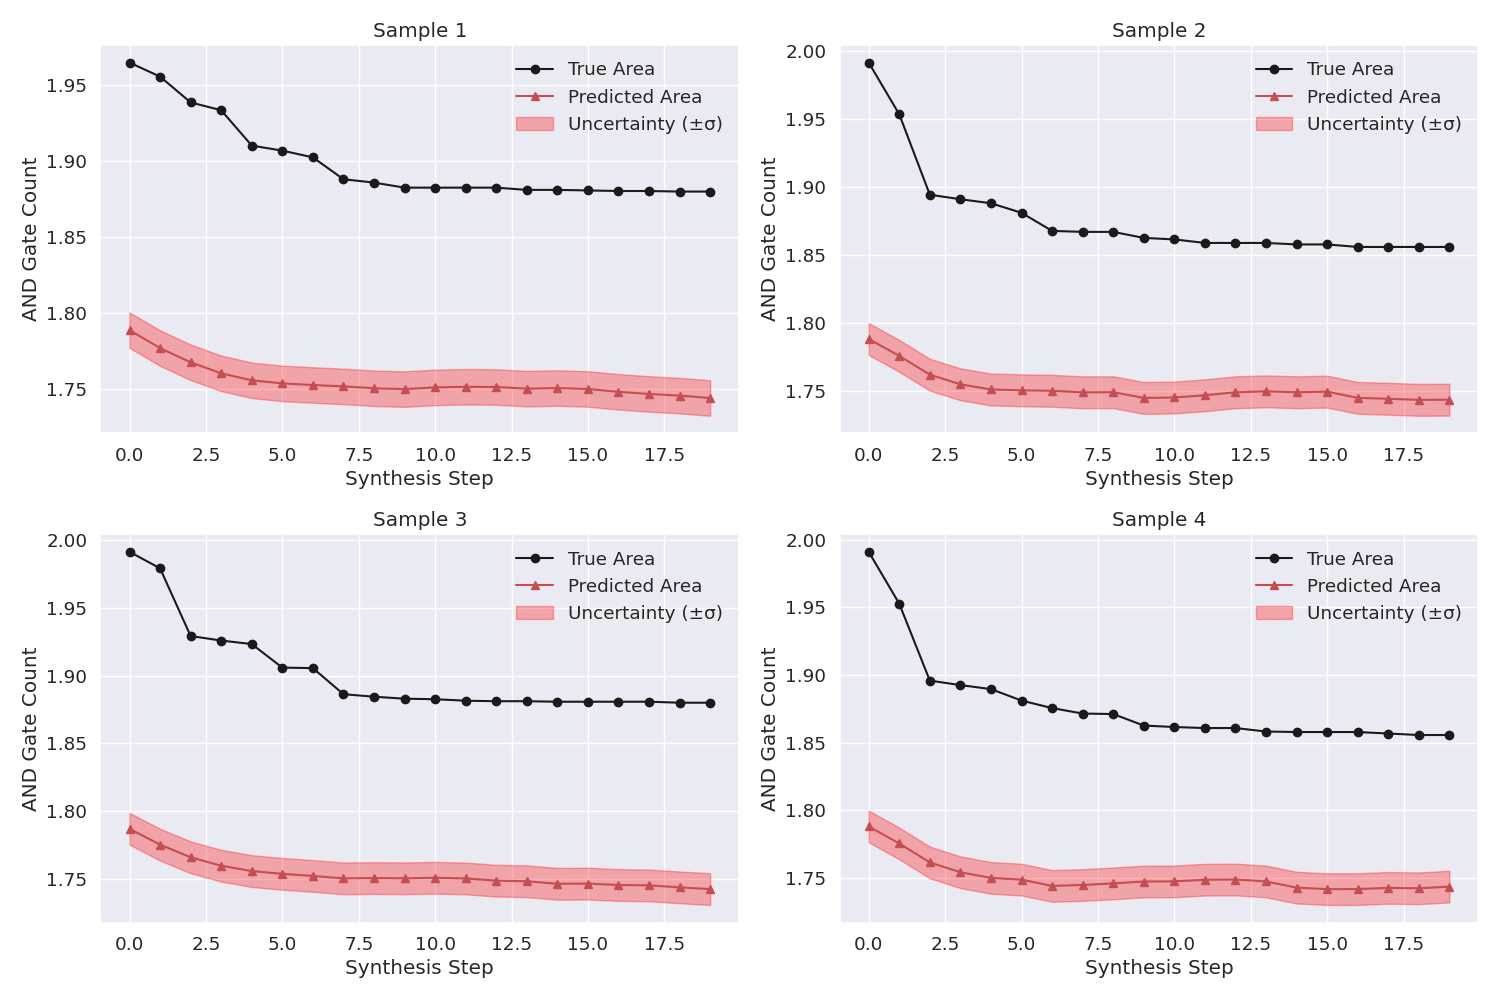 Sample 1
True Area
Predicted Area
Uncertainty (±σ)
AND Gate Count
1.95
1.90
1.85
1.80
1.75
0.0 2.5 5.0 7.5 10.0 12.5 15.0 17.5
Synthesis Step
Sample 2
True Area
Predicted Area
Uncertainty (±σ)
AND Gate Count
2.00
1.95
1.90
1.85
1.80
1.75
0.0 2.5 5.0 7.5 10.0 12.5 15.0 17.5
Synthesis Step
Sample 3
True Area
Predicted Area
Uncertainty (±σ)
AND Gate Count
2.00
1.95
1.90
1.85
1.80
1.75
0.0 2.5 5.0 7.5 10.0 12.5 15.0 17.5
Synthesis Step
Sample 4
True Area
Predicted Area
Uncertainty (±σ)
AND Gate Count
2.00
1.95
1.90
1.85
1.80
1.75
0.0 2.5 5.0 7.5 10.0 12.5 15.0 17.5
Synthesis Step